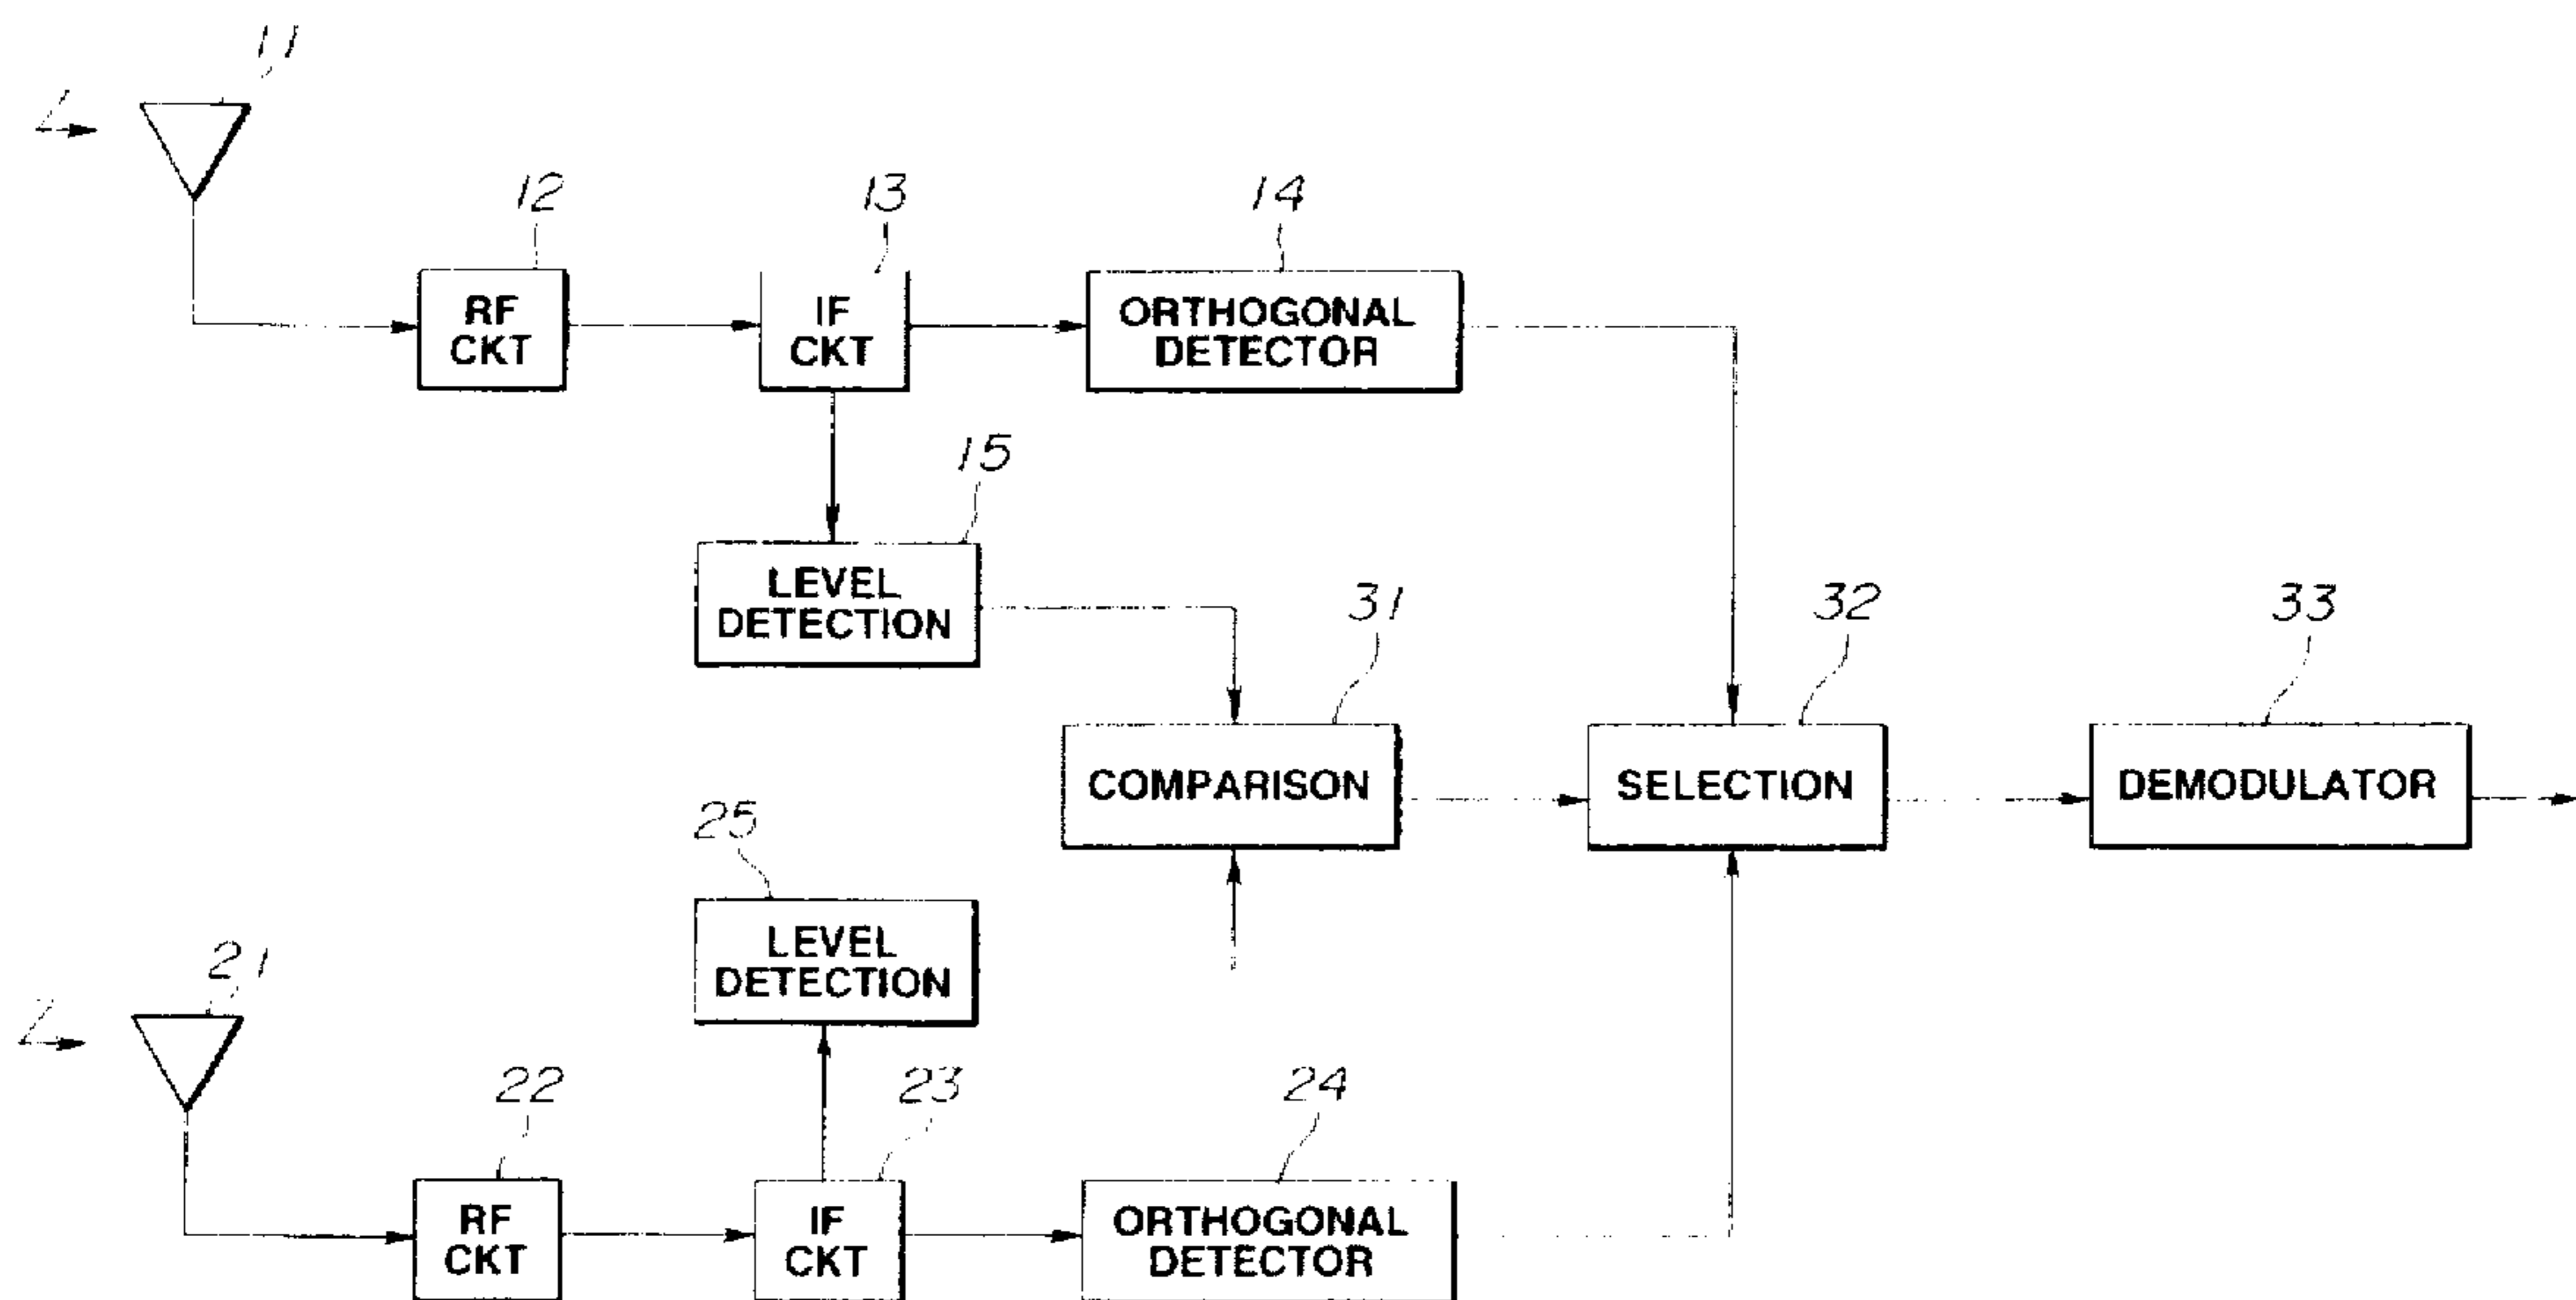 11
12
13
14
RF
CKT
IF
CKT
ORTHOGONAL
DETECTOR
15
LEVEL
DETECTION
31
32
33
COMPARISON
SELECTION
DEMODULATOR
25
LEVEL
DETECTION
21
22
23
24
RF
CKT
IF
CKT
ORTHOGONAL
DETECTOR